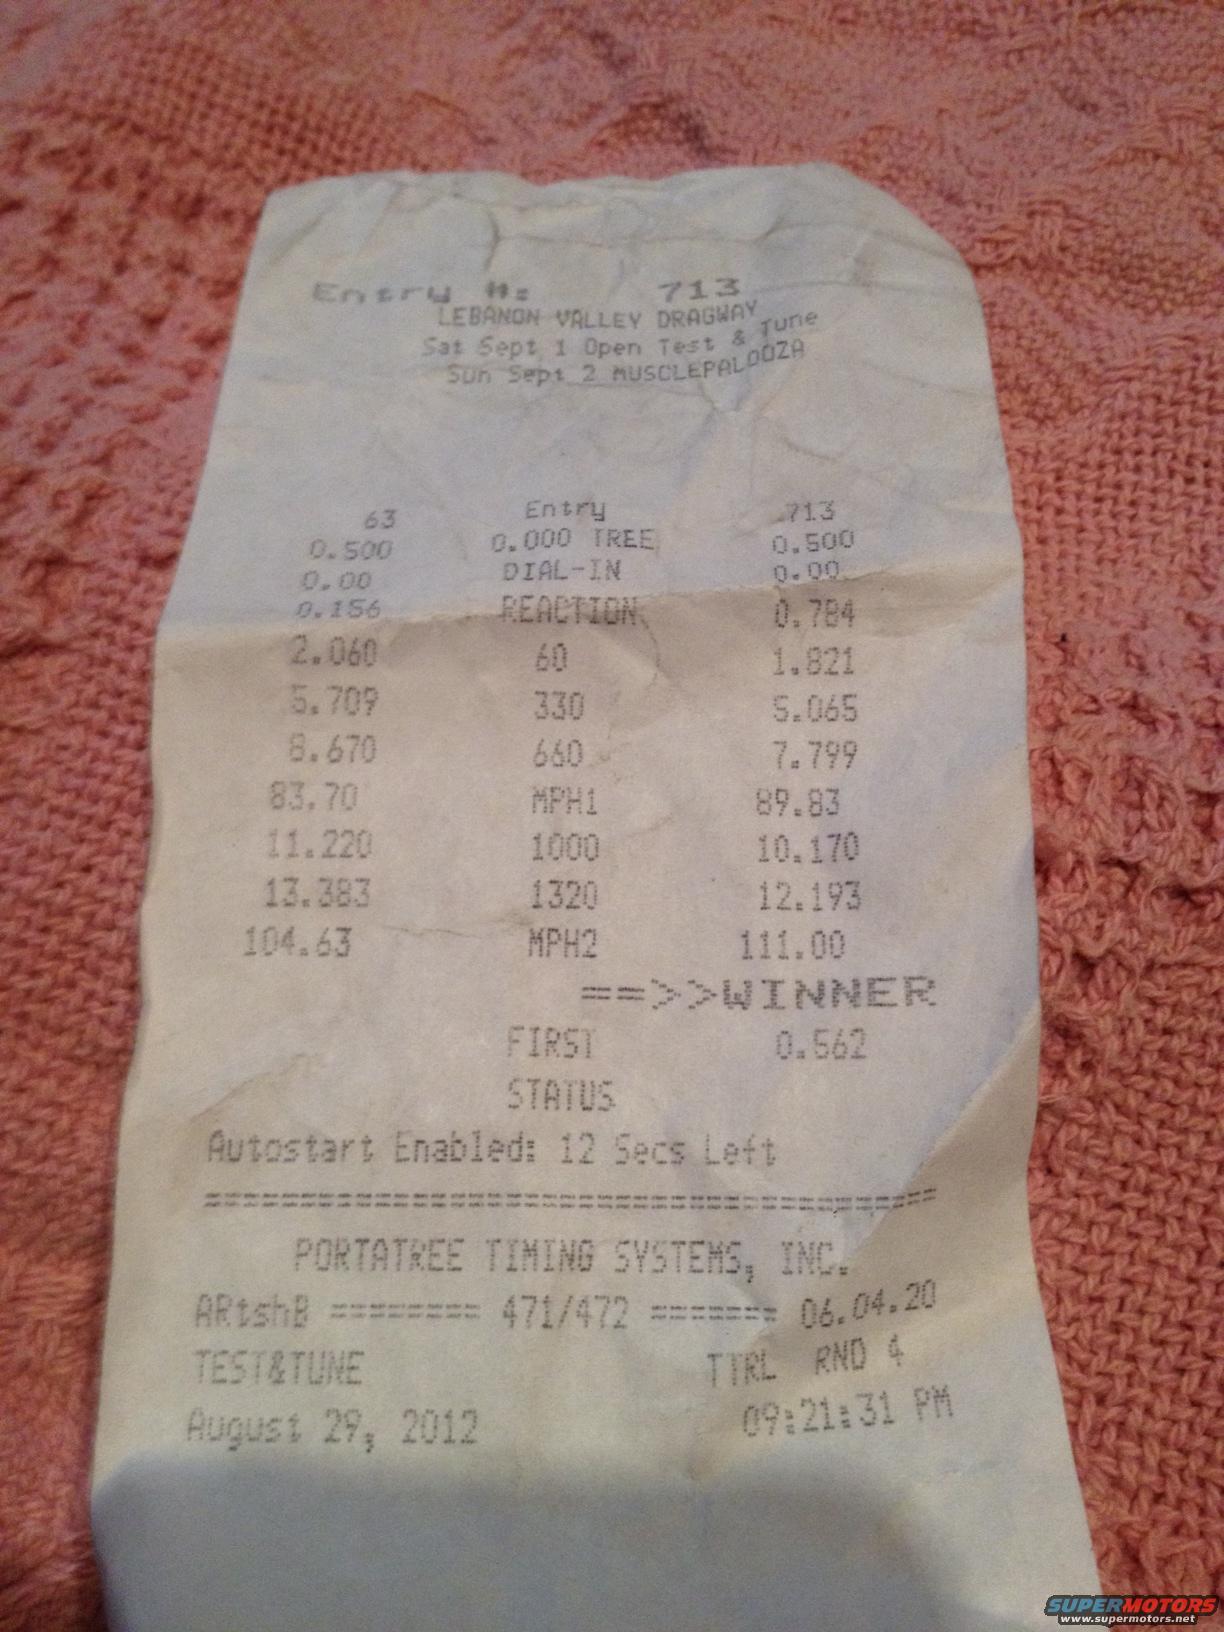 Entry #: 713
LEBANON VALLEY DRAGWAY
Sat Sept 1 Open Test & Tune
Sun Sept 2 MUSCLEPALOOZA
63 Entry 713
0.500 0.000 TREE 0.500
0.00 DIAL-IN 0.00
0.156 REACTION 0.784
2.060 60 1.821
5.709 330 5.065
8.670 660 7.799
83.70 MPH1 89.83
11.220 1000 10.170
13.383 1320 12.193
104.63 MPH2 111.00
==>>WINNER
FIRST 0.562
STATUS
Autostart Enabled: 12 Secs Left
========================================
PORTATREE TIMING SYSTEMS, INC.
ARtshB ======== 471/472 ======= 06.04.20
TEST&TUNE TTRL RND 4
August 29, 2012 09:21:31 PM
SUPERMOTORS
www.supermotors.net